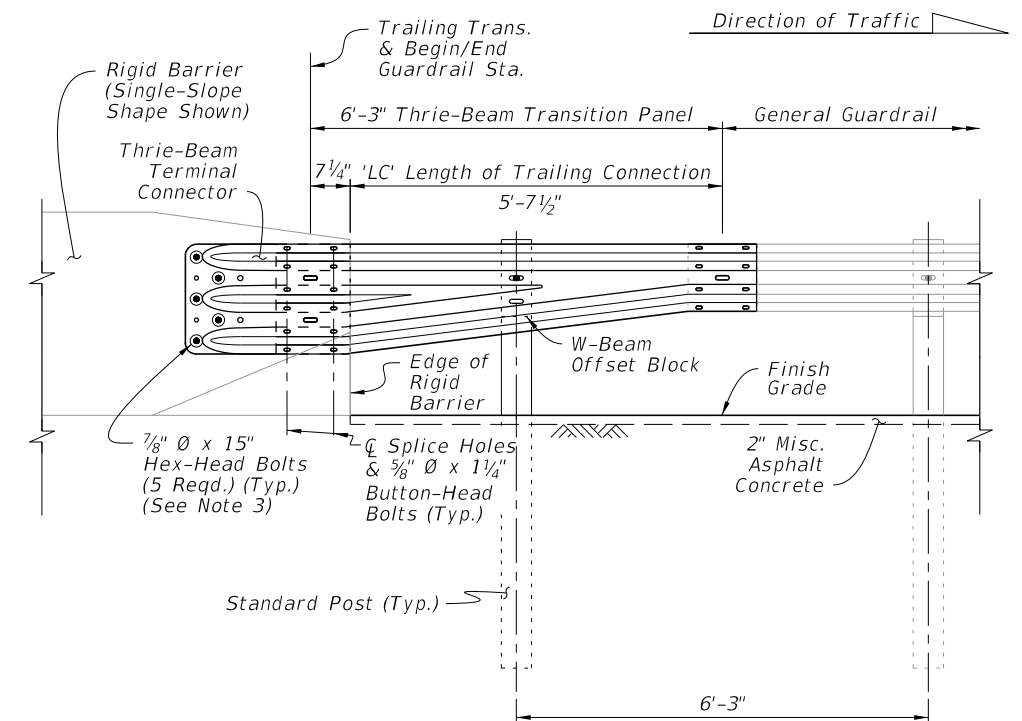 Direction of Traffic
Trailing Trans.
& Begin/End
Guardrail Sta.
Rigid Barrier
(Single-Slope
Shape Shown)
6'-3" Thrie-Beam Transition Panel
General Guardrail
Thrie-Beam
Terminal
Connector
7¼"
'LC' Length of Trailing Connection
5'-7½"
W-Beam
Offset Block
Edge of
Rigid
Barrier
Finish
Grade
⅞" Ø x 15"
Hex-Head Bolts
(5 Reqd.) (Typ.)
(See Note 3)
℄ Splice Holes
& ⅝" Ø x 1¼"
Button-Head
Bolts (Typ.)
2" Misc.
Asphalt
Concrete
Standard Post (Typ.)
6'-3"